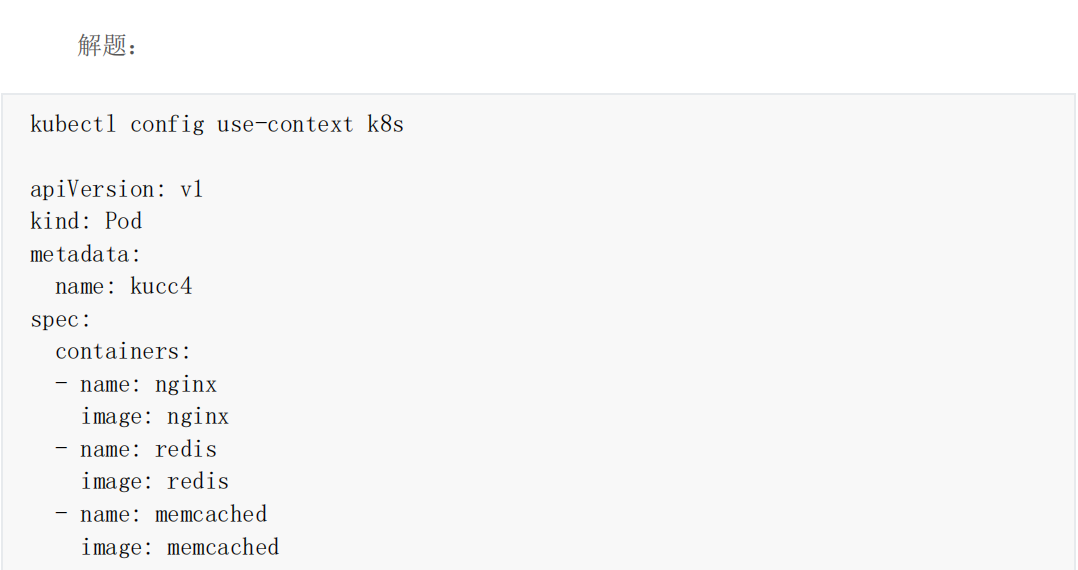 解题：
kubectl config use-context k8s
apiVersion: v1
kind: Pod
metadata:
  name: kucc4
spec:
  containers:
  - name: nginx
    image: nginx
  - name: redis
    image: redis
  - name: memcached
    image: memcached